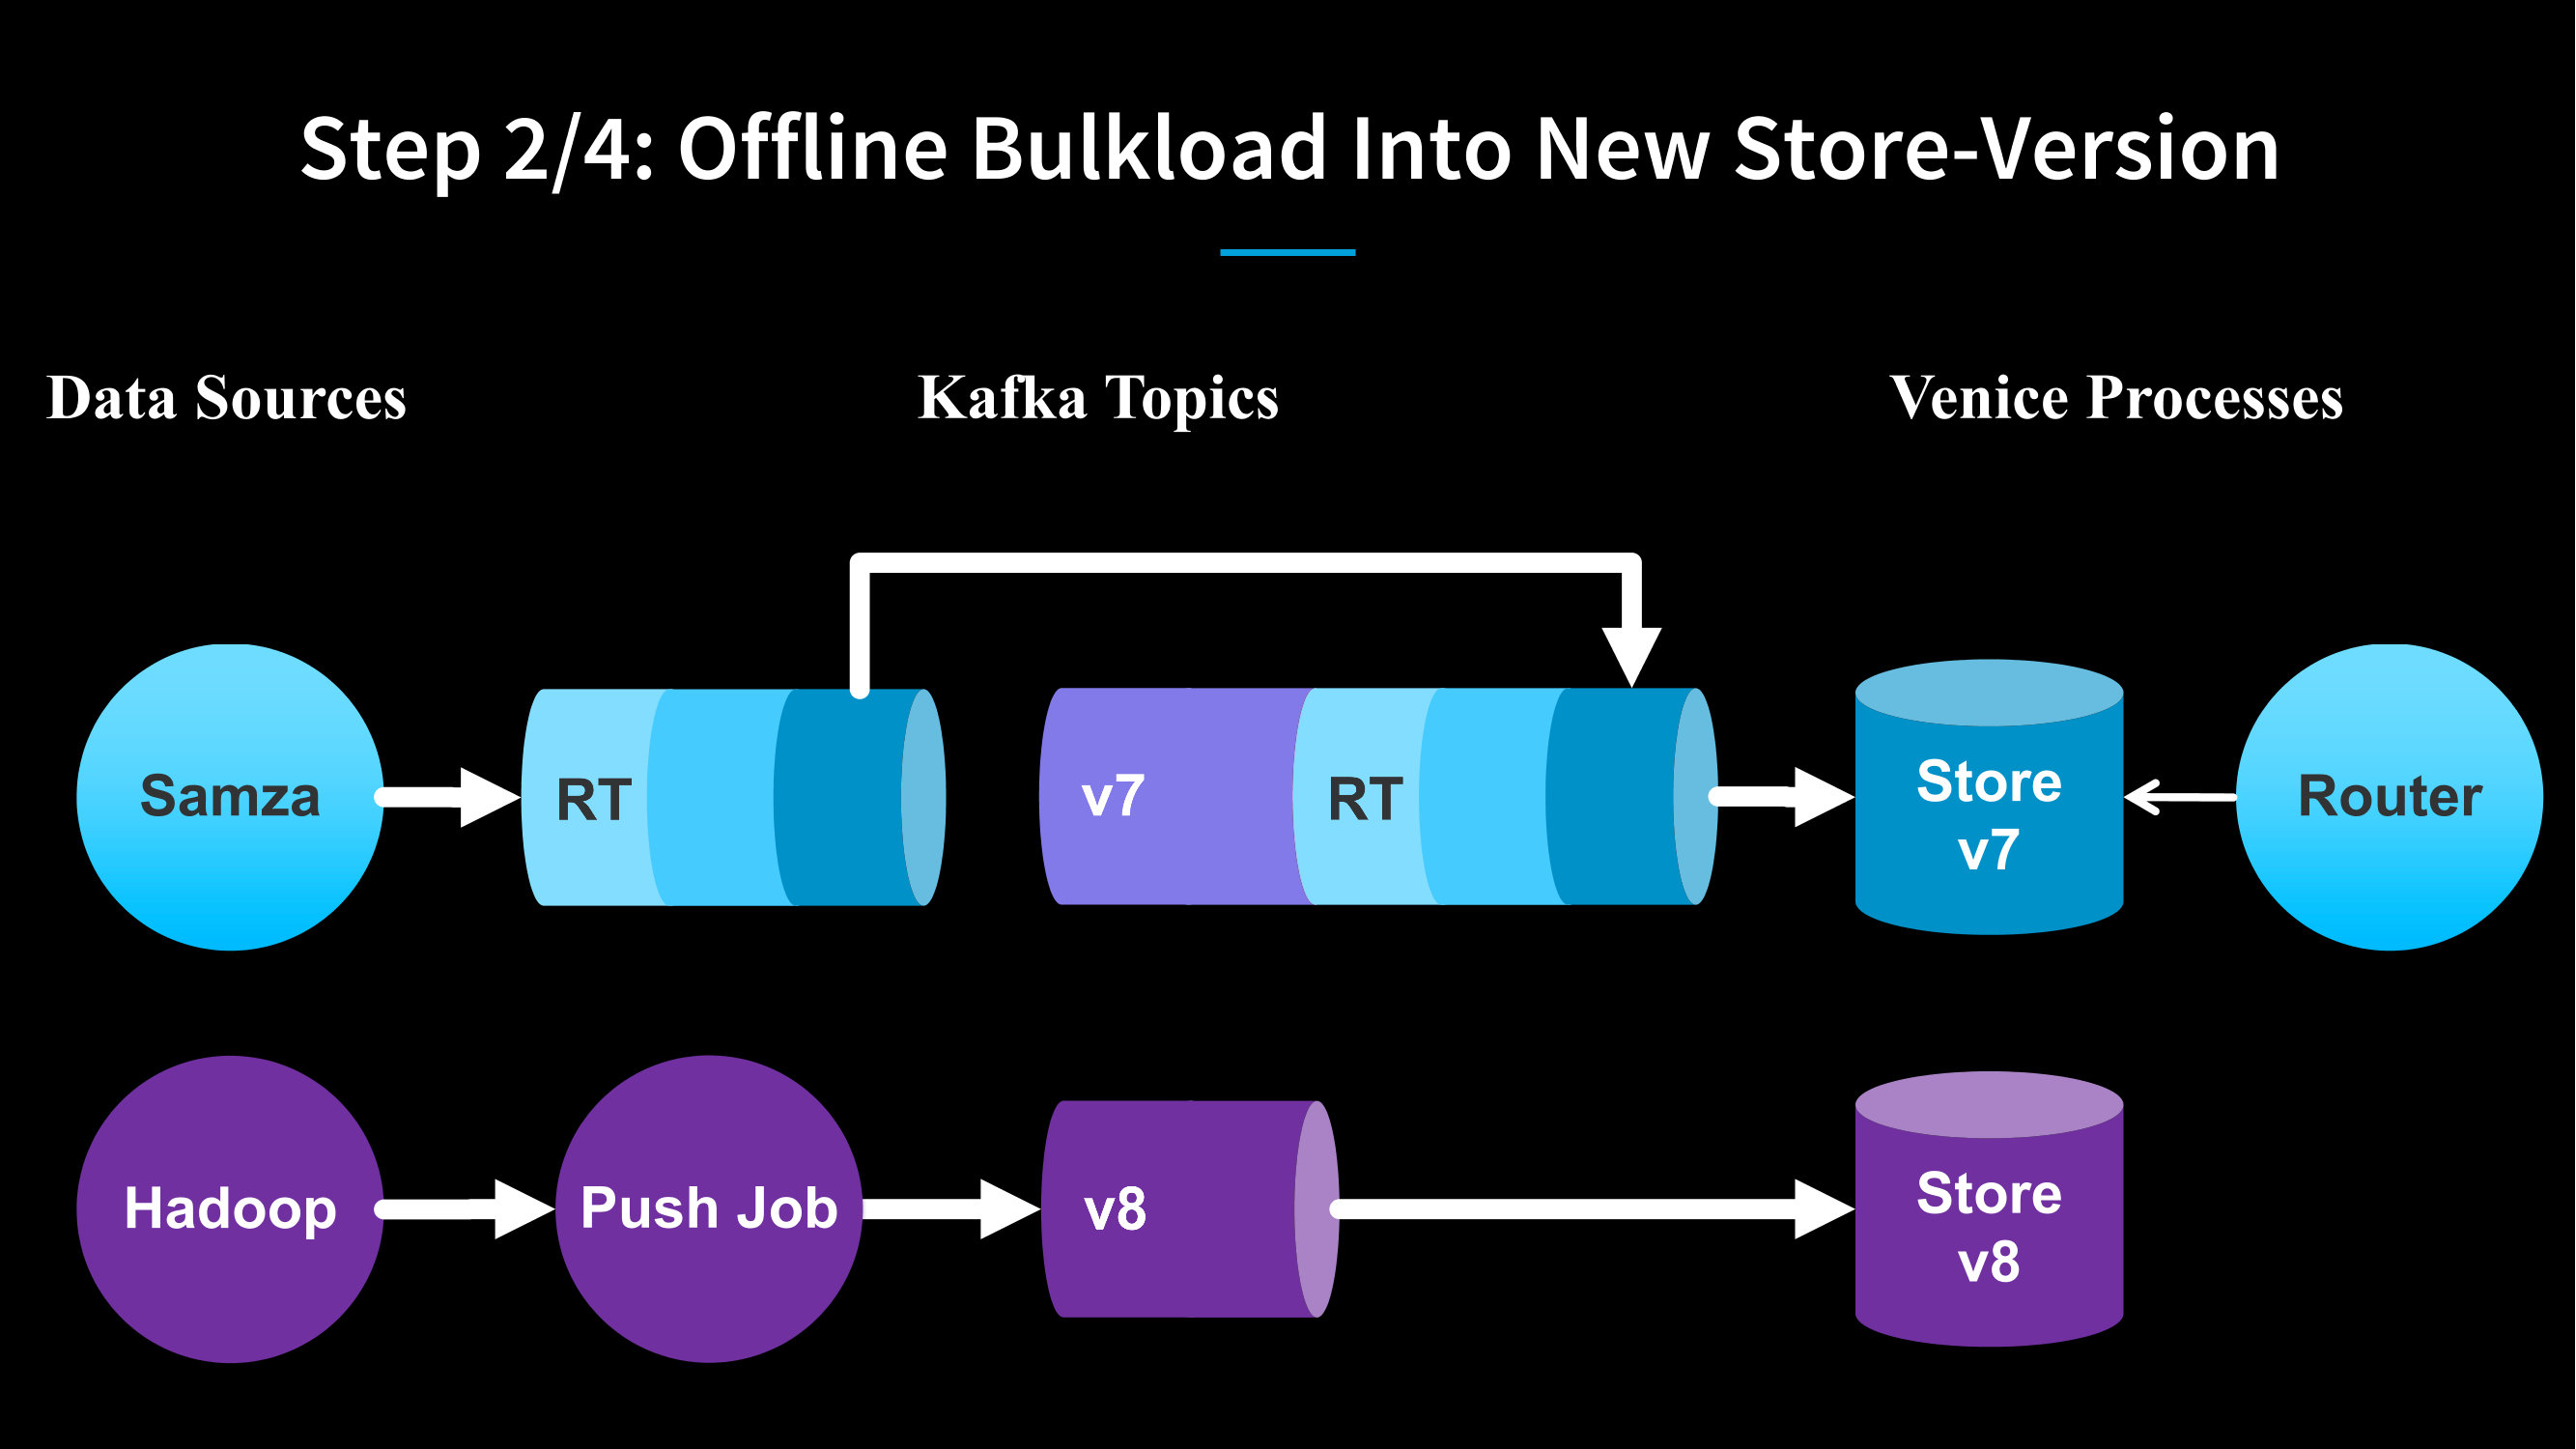 Step 2/4: Offline Bulkload Into New Store-Version
Data Sources
Kafka Topics
Venice Processes
Samza
RT
v7
RT
Store
v7
Router
Hadoop
Push Job
v8
Store
v8